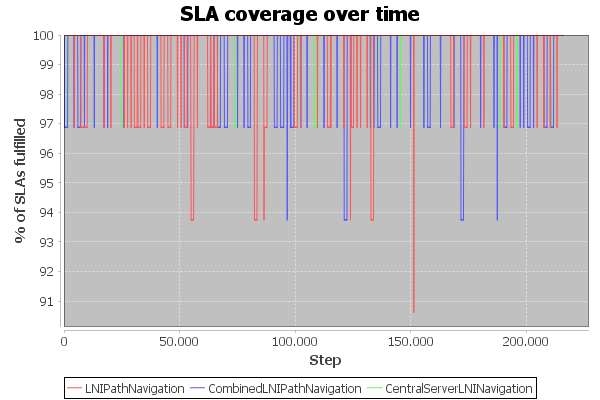 SLA coverage over time
% of SLAs fulfilled
100
99
98
97
96
95
94
93
92
91
0 50.000 100.000 150.000 200.000
Step
LNIPathNavigation CombinedLNIPathNavigation CentralServerLNINavigation